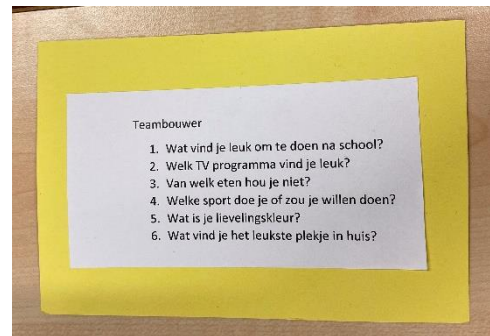 Teambouwer
1. Wat vind je leuk om te doen na school?
2. Welk TV programma vind je leuk?
3. Van welk eten hou je niet?
4. Welke sport doe je of zou je willen doen?
5. Wat is je lievelingskleur?
6. Wat vind je het leukste plekje in huis?